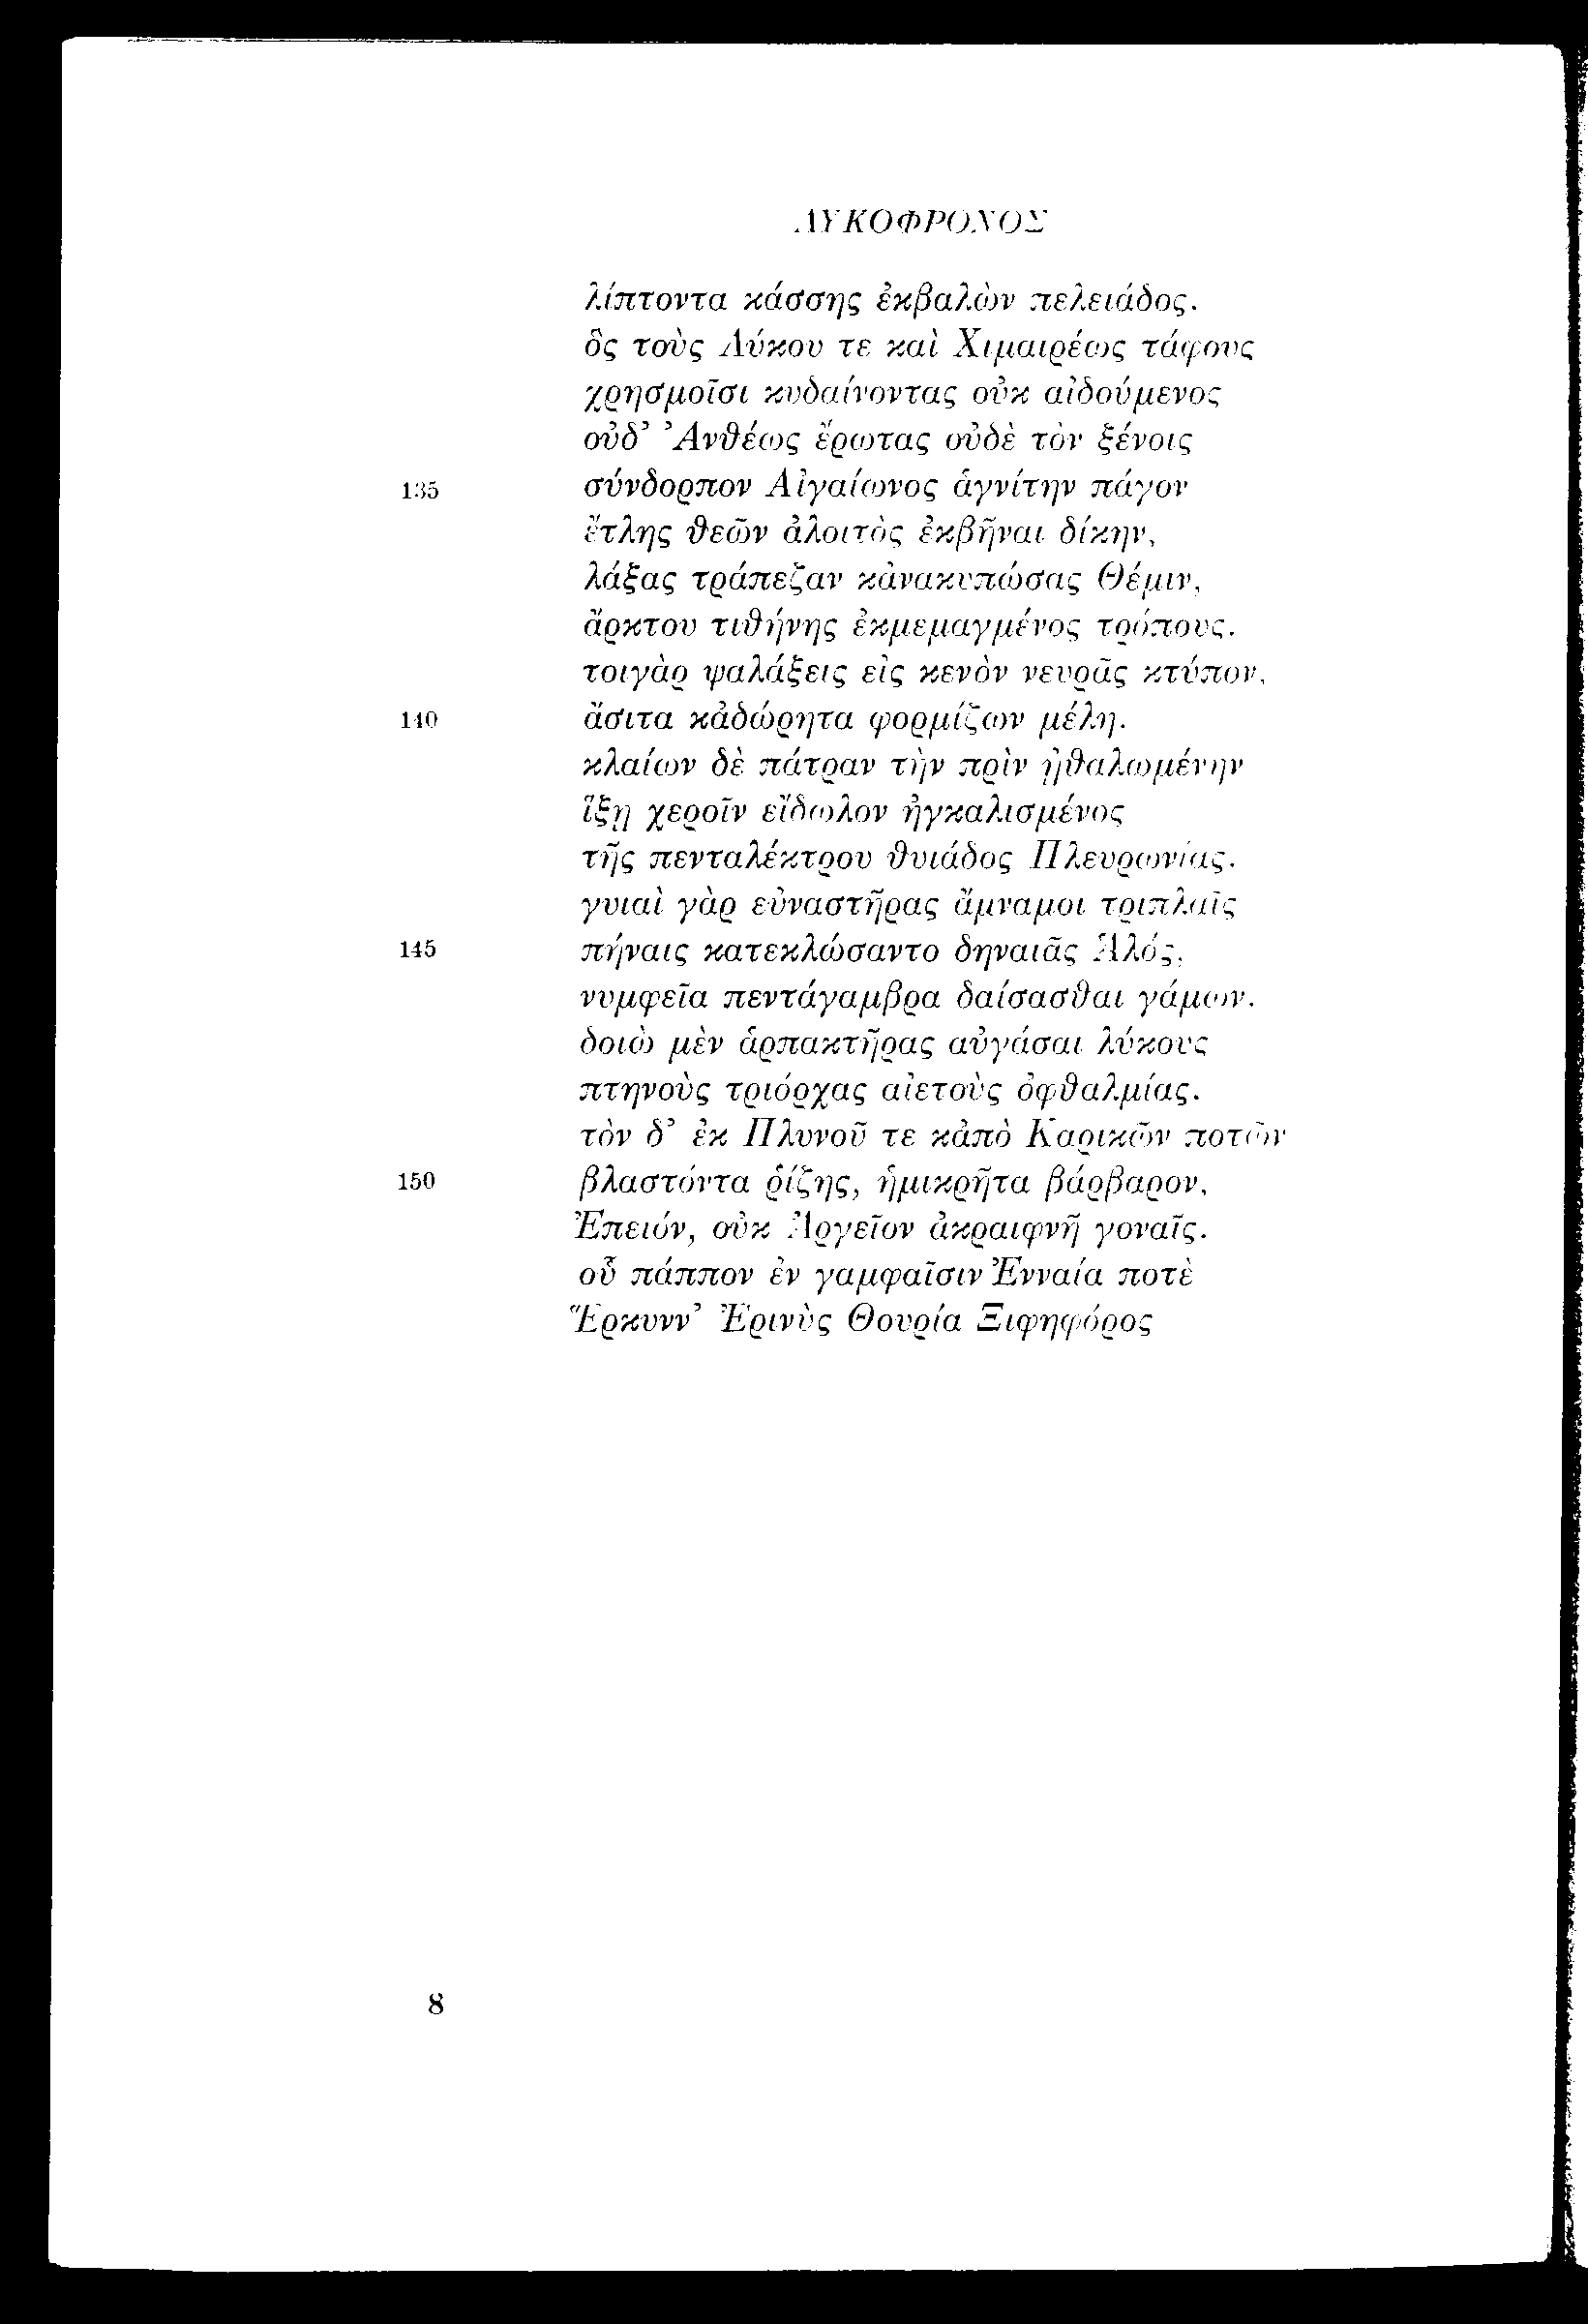 ΛΥΚΟΦΡΟΝΟΣ
λίπτοντα κάσσης ἐκβαλὼν πελειάδος.
ὃς τοὺς Λύκου τε καὶ Χιμαιρέως τάφους
χρησμοῖσι κυδαίνοντας οὐκ αἰδούμενος
οὐδ᾽ Ἀνθέως ἔρωτας οὐδὲ τὸν ξένοις
135 σύνδορπον Αἰγαίωνος ἁγνίτην πάγον
ἔτλης θεῶν ἀλοιτὸς ἐκβῆναι δίκην,
λάξας τράπεζαν κἀνακυπώσας Θέμιν,
ἄρκτου τιθήνης ἐκμεμαγμένος τρόπους.
τοιγὰρ ψαλάξεις εἰς κενὸν νευρᾶς κτύπον,
140 ἄσιτα κἀδώρητα φορμίζων μέλη.
κλαίων δὲ πάτραν τὴν πρὶν ᾐθαλωμένην
ἵξῃ χεροῖν εἴδωλον ἠγκαλισμένος
τῆς πενταλέκτρου θυιάδος Πλευρωνίας.
γυιαὶ γὰρ εὐναστῆρας ἄμναμοι τριπλαῖς
145 πήναις κατεκλώσαντο δηναιᾶς Ἁλός,
νυμφεῖα πεντάγαμβρα δαίσασθαι γάμων.
δοιὼ μὲν ἁρπακτῆρας αὐγάσαι λύκους
πτηνοὺς τριόρχας αἰετοὺς ὀφθαλμίας.
τὸν δ᾽ ἐκ Πλυνοῦ τε κἀπὸ Καρικῶν ποτῶν
150 βλαστόντα ῥίζης, ἡμικρῆτα βάρβαρον,
Ἐπειόν, οὐκ Ἀργεῖον ἀκραιφνῆ γοναῖς.
οὗ πάππον ἐν γαμφαῖσιν Ἐνναία ποτὲ
Ἕρκυνν᾽ Ἐρινὺς Θουρία Ξιφηφόρος
8